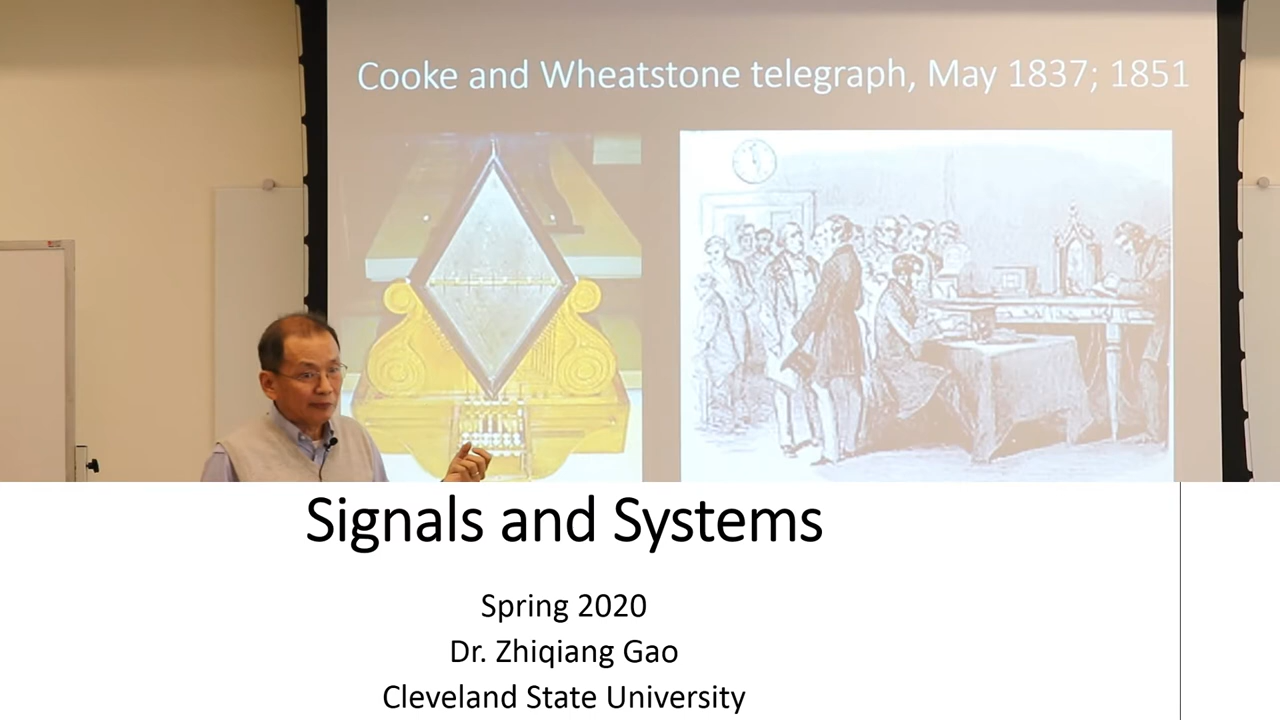 Cooke and Wheatstone telegraph, May 1837; 1851
Signals and Systems
Spring 2020
Dr. Zhiqiang Gao
Cleveland State University